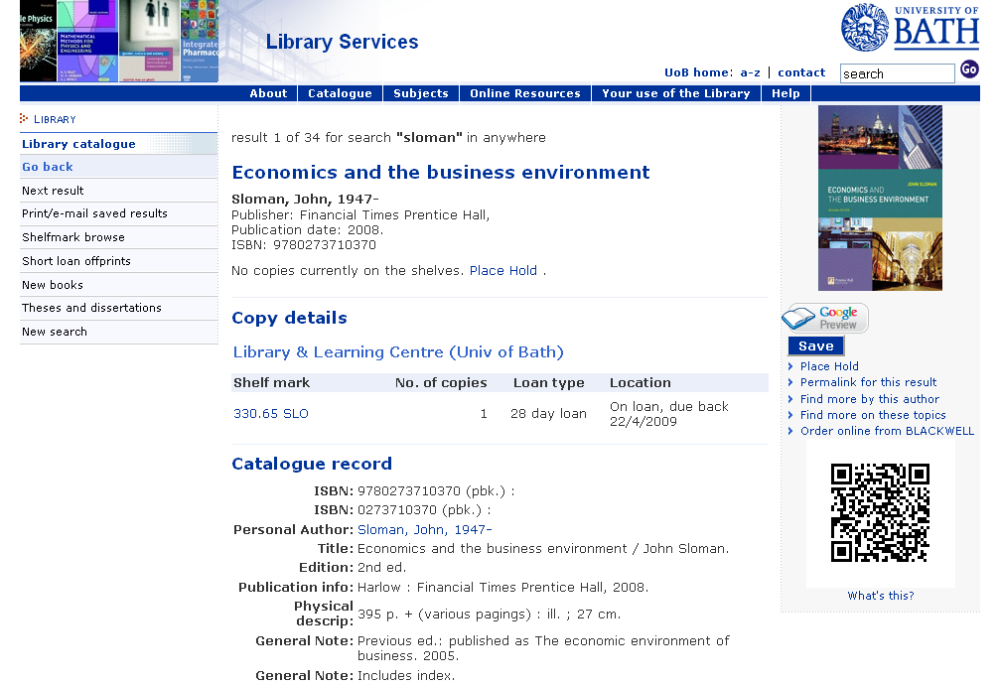 le Physics
MATHEMATICAL
METHODS FOR
PHYSICS AND
ENGINEERING
Integrate
Pharmac
Library Services
UNIVERSITY OF
BATH
UoB home: a-z | contact
search
Go
About
Catalogue
Subjects
Online Resources
Your use of the Library
Help
LIBRARY
Library catalogue
Go back
Next result
Print/e-mail saved results
Shelfmark browse
Short loan offprints
New books
Theses and dissertations
New search
result 1 of 34 for search "sloman" in anywhere
Economics and the business environment
Sloman, John, 1947-
Publisher: Financial Times Prentice Hall,
Publication date: 2008.
ISBN: 9780273710370
No copies currently on the shelves. Place Hold .
Copy details
Library & Learning Centre (Univ of Bath)
Shelf mark No. of copies Loan type Location
330.65 SLO 1 28 day loan On loan, due back
22/4/2009
Catalogue record
ISBN: 9780273710370 (pbk.) :
ISBN: 0273710370 (pbk.) :
Personal Author: Sloman, John, 1947-
Title: Economics and the business environment / John Sloman.
Edition: 2nd ed.
Publication info: Harlow : Financial Times Prentice Hall, 2008.
Physical
descrip: 395 p. + (various pagings) : ill. ; 27 cm.
General Note: Previous ed.: published as The economic environment of
business. 2005.
General Note: Includes index.
JOHN SLOMAN
ECONOMICS AND
THE BUSINESS ENVIRONMENT
Google
Preview
Save
Place Hold
Permalink for this result
Find more by this author
Find more on these topics
Order online from BLACKWELL
What's this?